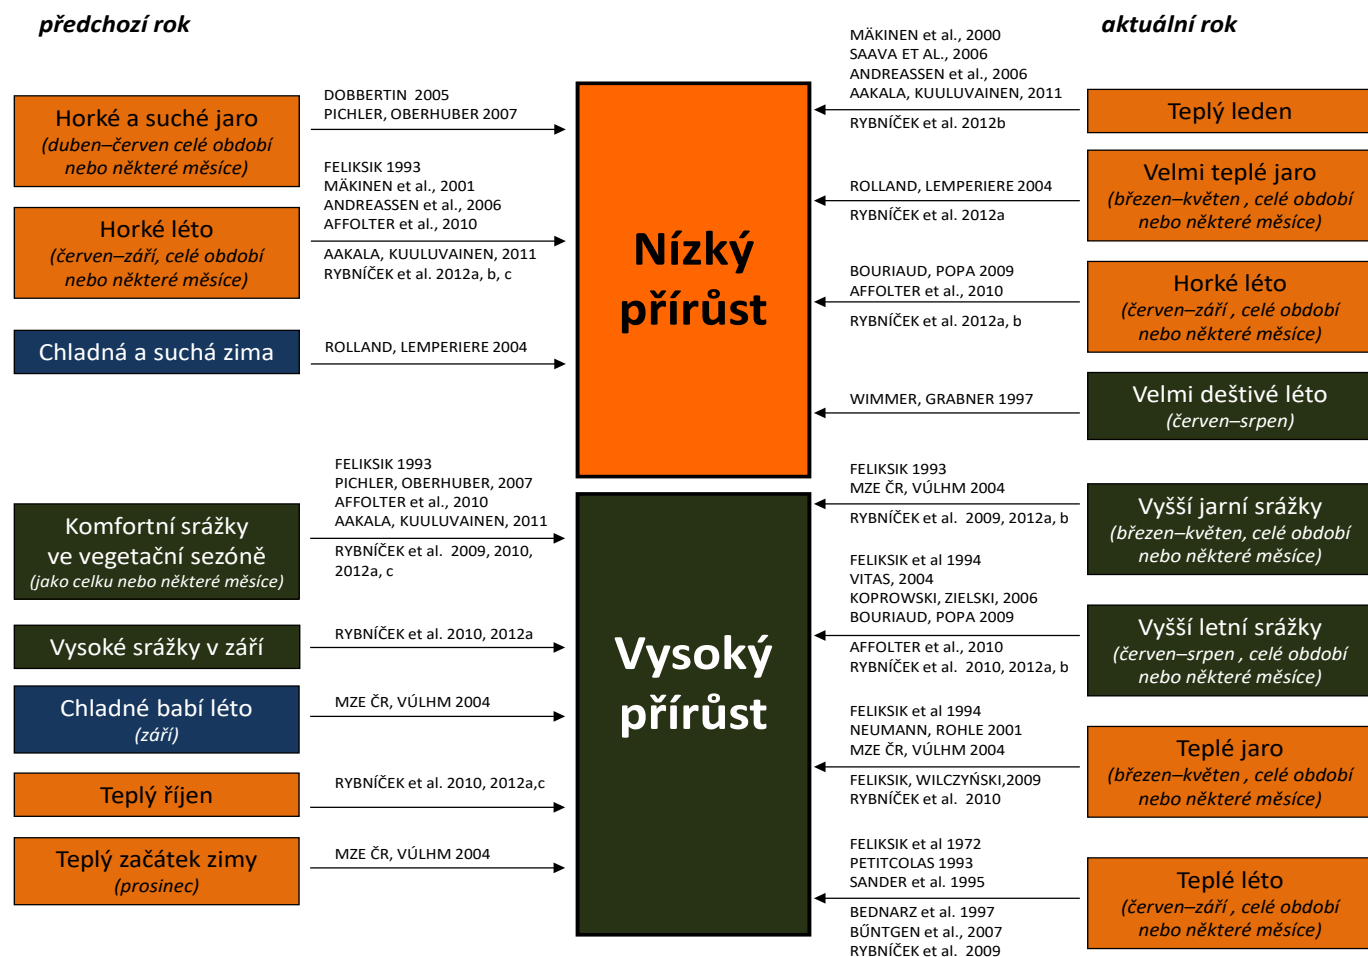 předchozí rok
aktuální rok
Horké a suché jaro
(duben–červen celé období
nebo některé měsíce)
DOBBERTIN 2005
PICHLER, OBERHUBER 2007
Horké léto
(červen–září, celé období
nebo některé měsíce)
FELIKSIK 1993
MÄKINEN et al., 2001
ANDREASSEN et al., 2006
AFFOLTER et al., 2010
AAKALA, KUULUVAINEN, 2011
RYBNÍČEK et al. 2012a, b, c
Chladná a suchá zima
ROLLAND, LEMPERIERE 2004
Komfortní srážky
ve vegetační sezóně
(jako celku nebo některé měsíce)
FELIKSIK 1993
PICHLER, OBERHUBER, 2007
AFFOLTER et al., 2010
AAKALA, KUULUVAINEN, 2011
RYBNÍČEK et al. 2009, 2010,
2012a, c
Vysoké srážky v září
RYBNÍČEK et al. 2010, 2012a
Chladné babí léto
(září)
MZE ČR, VÚLHM 2004
Teplý říjen
RYBNÍČEK et al. 2010, 2012a,c
Teplý začátek zimy
(prosinec)
MZE ČR, VÚLHM 2004
Nízký
přírůst
Vysoký
přírůst
MÄKINEN et al., 2000
SAAVA ET AL., 2006
ANDREASSEN et al., 2006
AAKALA, KUULUVAINEN, 2011
RYBNÍČEK et al. 2012b
Teplý leden
ROLLAND, LEMPERIERE 2004
RYBNÍČEK et al. 2012a
Velmi teplé jaro
(březen–květen , celé období
nebo některé měsíce)
BOURIAUD, POPA 2009
AFFOLTER et al., 2010
RYBNÍČEK et al. 2012a, b
Horké léto
(červen–září , celé období
nebo některé měsíce)
WIMMER, GRABNER 1997
Velmi deštivé léto
(červen–srpen)
FELIKSIK 1993
MZE ČR, VÚLHM 2004
RYBNÍČEK et al. 2009, 2012a, b
Vyšší jarní srážky
(březen–květen, celé období
nebo některé měsíce)
FELIKSIK et al 1994
VITAS, 2004
KOPROWSKI, ZIELSKI, 2006
BOURIAUD, POPA 2009
AFFOLTER et al., 2010
RYBNÍČEK et al. 2010, 2012a, b
Vyšší letní srážky
(červen–srpen , celé období
nebo některé měsíce)
FELIKSIK et al 1994
NEUMANN, ROHLE 2001
MZE ČR, VÚLHM 2004
FELIKSIK, WILCZYŃSKI,2009
RYBNÍČEK et al. 2010
Teplé jaro
(březen–květen , celé období
nebo některé měsíce)
FELIKSIK et al 1972
PETITCOLAS 1993
SANDER et al. 1995
BEDNARZ et al. 1997
BŰNTGEN et al., 2007
RYBNÍČEK et al. 2009
Teplé léto
(červen–září , celé období
nebo některé měsíce)